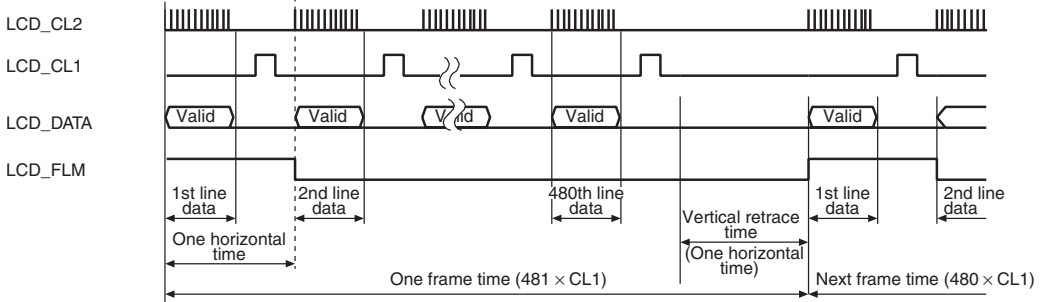 LCD_CL2
LCD_CL1
LCD_DATA
Valid
Valid
Valid
Valid
Valid
LCD_FLM
1st line
data
2nd line
data
480th line
data
1st line
data
2nd line
data
One horizontal
time
Vertical retrace
time
(One horizontal
time)
One frame time (481 × CL1)
Next frame time (480 × CL1)